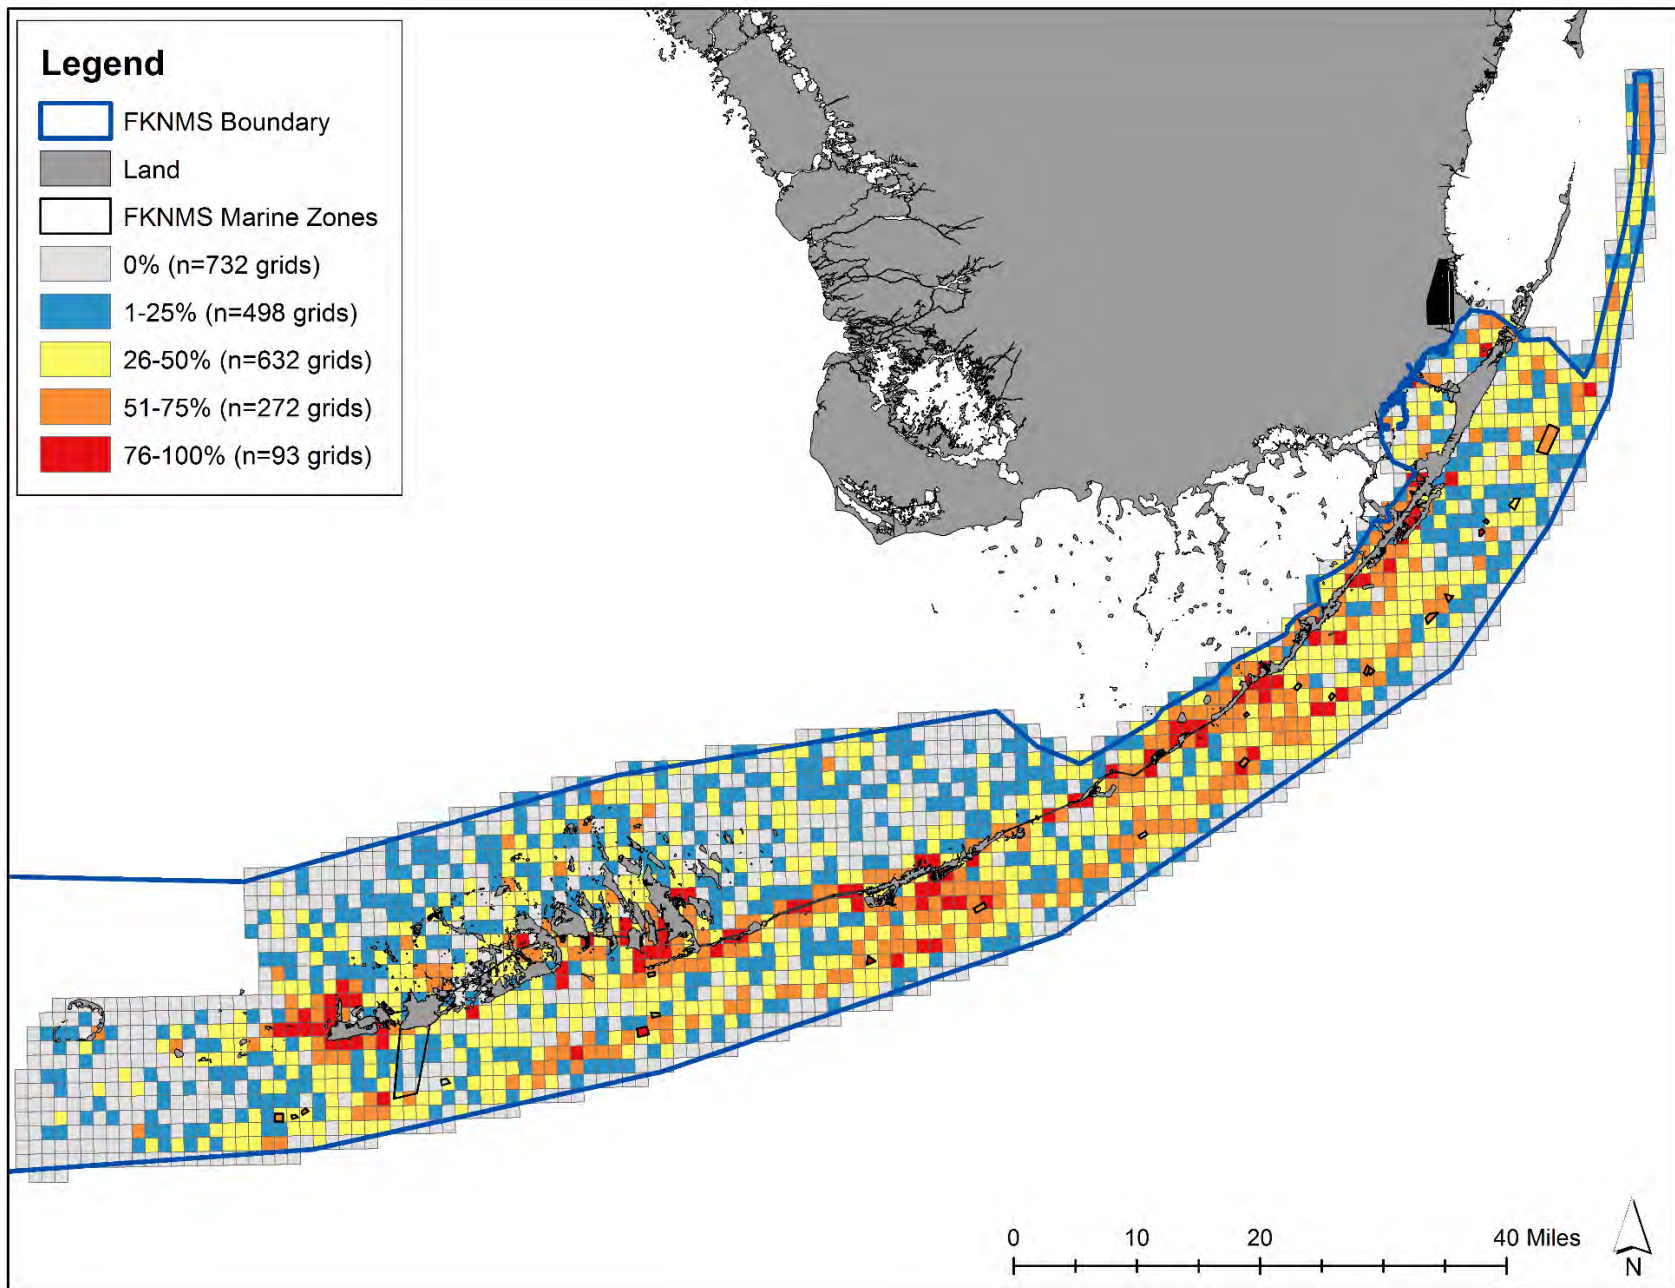 Legend
FKNMS Boundary
Land
FKNMS Marine Zones
0% (n=732 grids)
1-25% (n=498 grids)
26-50% (n=632 grids)
51-75% (n=272 grids)
76-100% (n=93 grids)
0 10 20 40 Miles
N